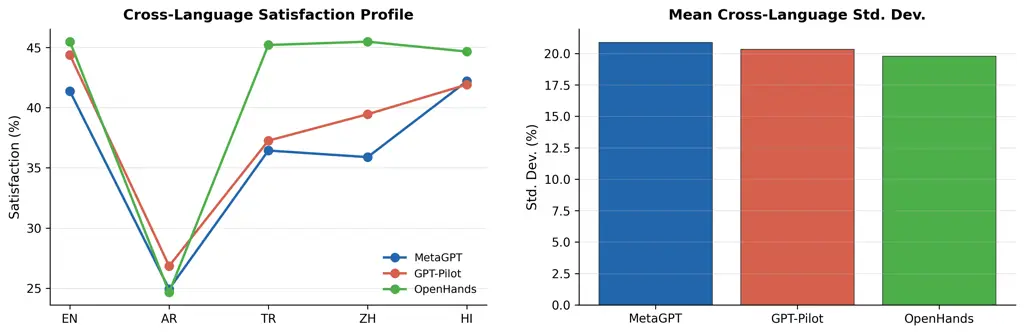 Cross-Language Satisfaction Profile
Satisfaction (%)
45
40
35
30
25
EN AR TR ZH HI
MetaGPT
GPT-Pilot
OpenHands
Mean Cross-Language Std. Dev.
Std. Dev. (%)
20.0
17.5
15.0
12.5
10.0
7.5
5.0
2.5
0.0
MetaGPT GPT-Pilot OpenHands